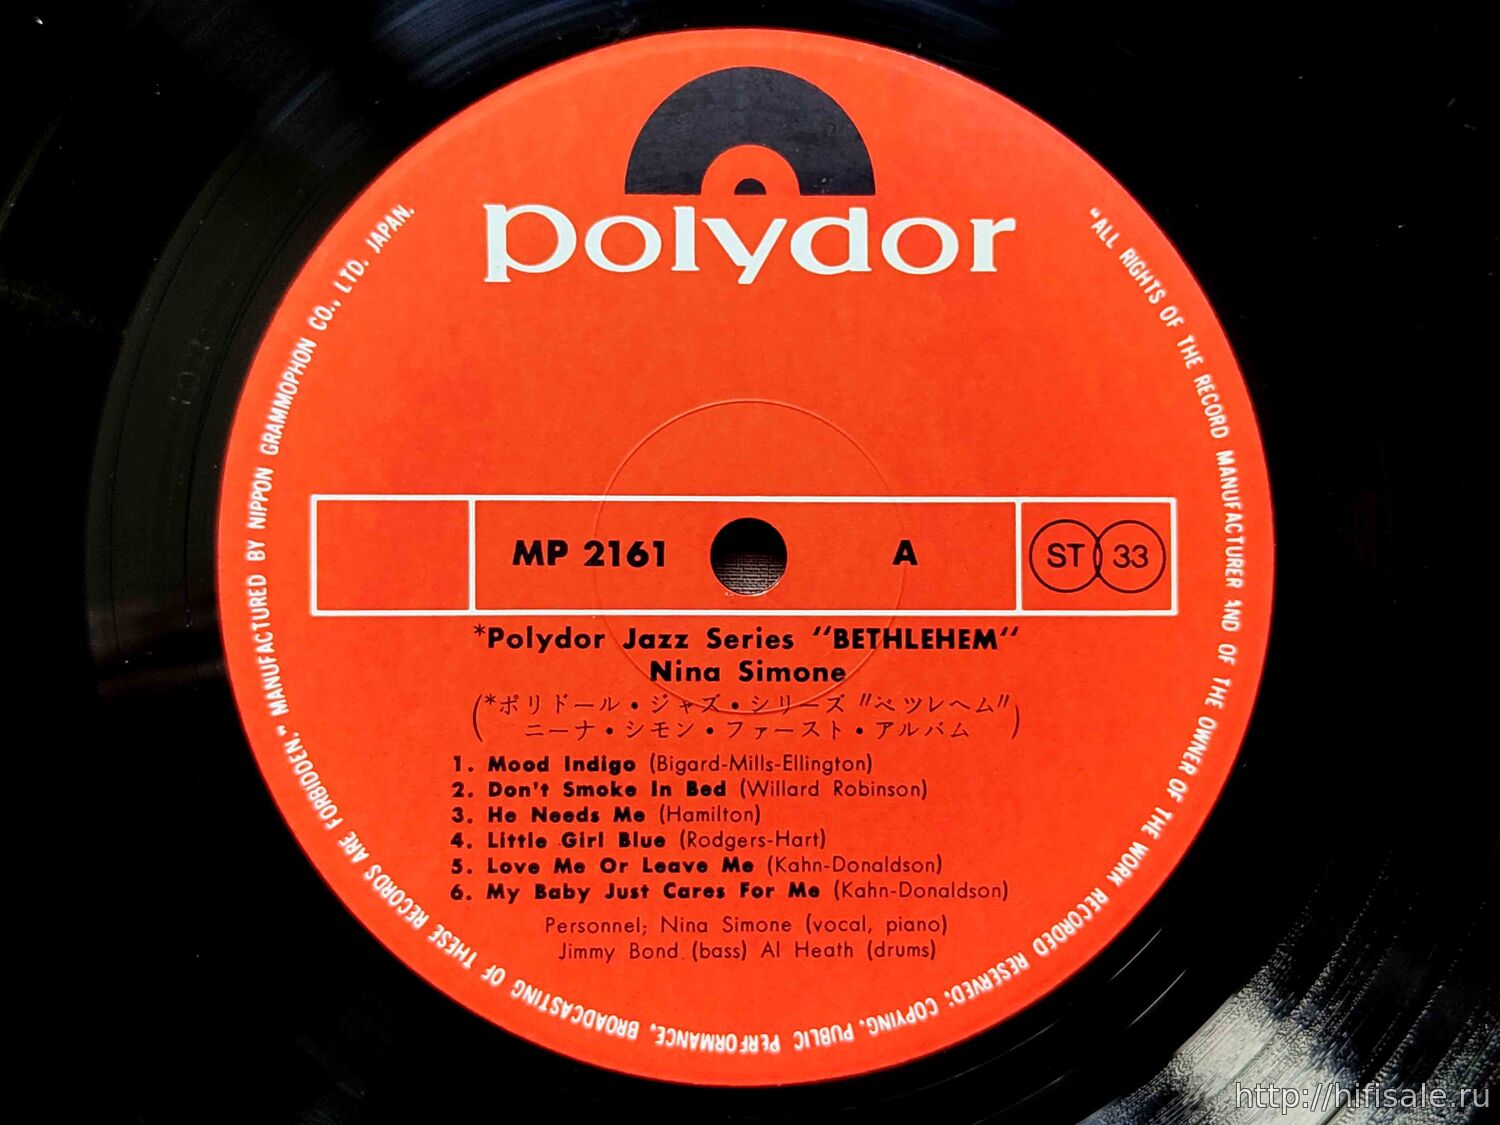 polydor
MP 2161
A
ST 33
*Polydor Jazz Series "BETHLEHEM"
Nina Simone
(*ポリドール・ジャズ・シリーズ "ベツレヘム"
ニーナ・シモン・ファースト・アルバム)
1. Mood Indigo (Bigard-Mills-Ellington)
2. Don't Smoke In Bed (Willard Robinson)
3. He Needs Me (Hamilton)
4. Little Girl Blue (Rodgers-Hart)
5. Love Me Or Leave Me (Kahn-Donaldson)
6. My Baby Just Cares For Me (Kahn-Donaldson)
Personnel; Nina Simone (vocal, piano)
Jimmy Bond (bass) Al Heath (drums)
"ALL RIGHTS OF THE RECORD MANUFACTURER AND OF THE OWNER OF THE WORK RECORDED RESERVED; COPYING, PUBLIC PERFORMANCE, BROADCASTING OF THESE RECORDS ARE FORBIDDEN." MANUFACTURED BY NIPPON GRAMMOPHON CO., LTD. JAPAN.
http://hifisale.ru